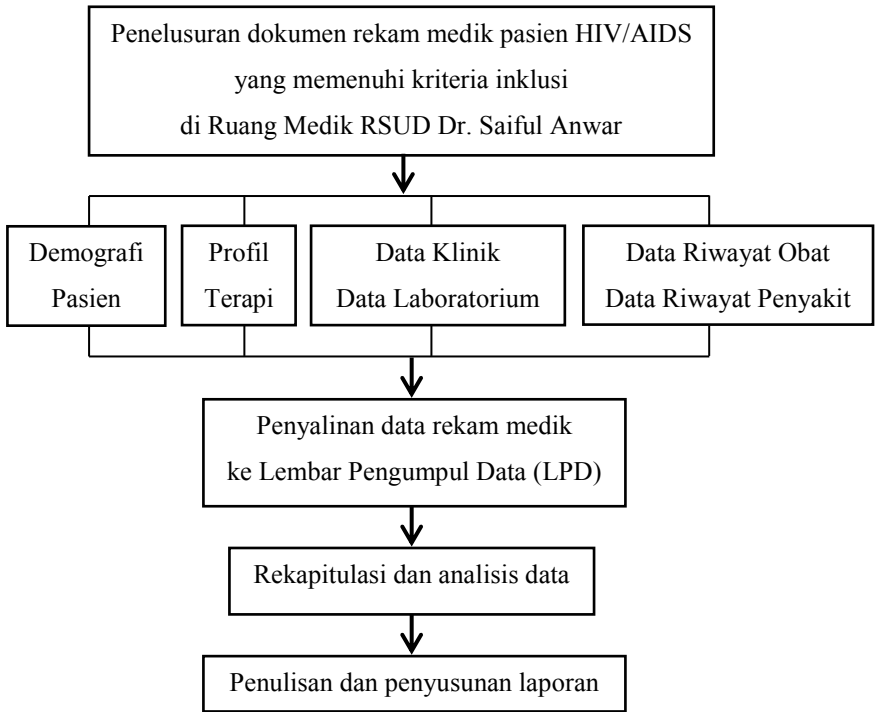 Penelusuran dokumen rekam medik pasien HIV/AIDS
yang memenuhi kriteria inklusi
di Ruang Medik RSUD Dr. Saiful Anwar
Demografi
Pasien
Profil
Terapi
Data Klinik
Data Laboratorium
Data Riwayat Obat
Data Riwayat Penyakit
Penyalinan data rekam medik
ke Lembar Pengumpul Data (LPD)
Rekapitulasi dan analisis data
Penulisan dan penyusunan laporan